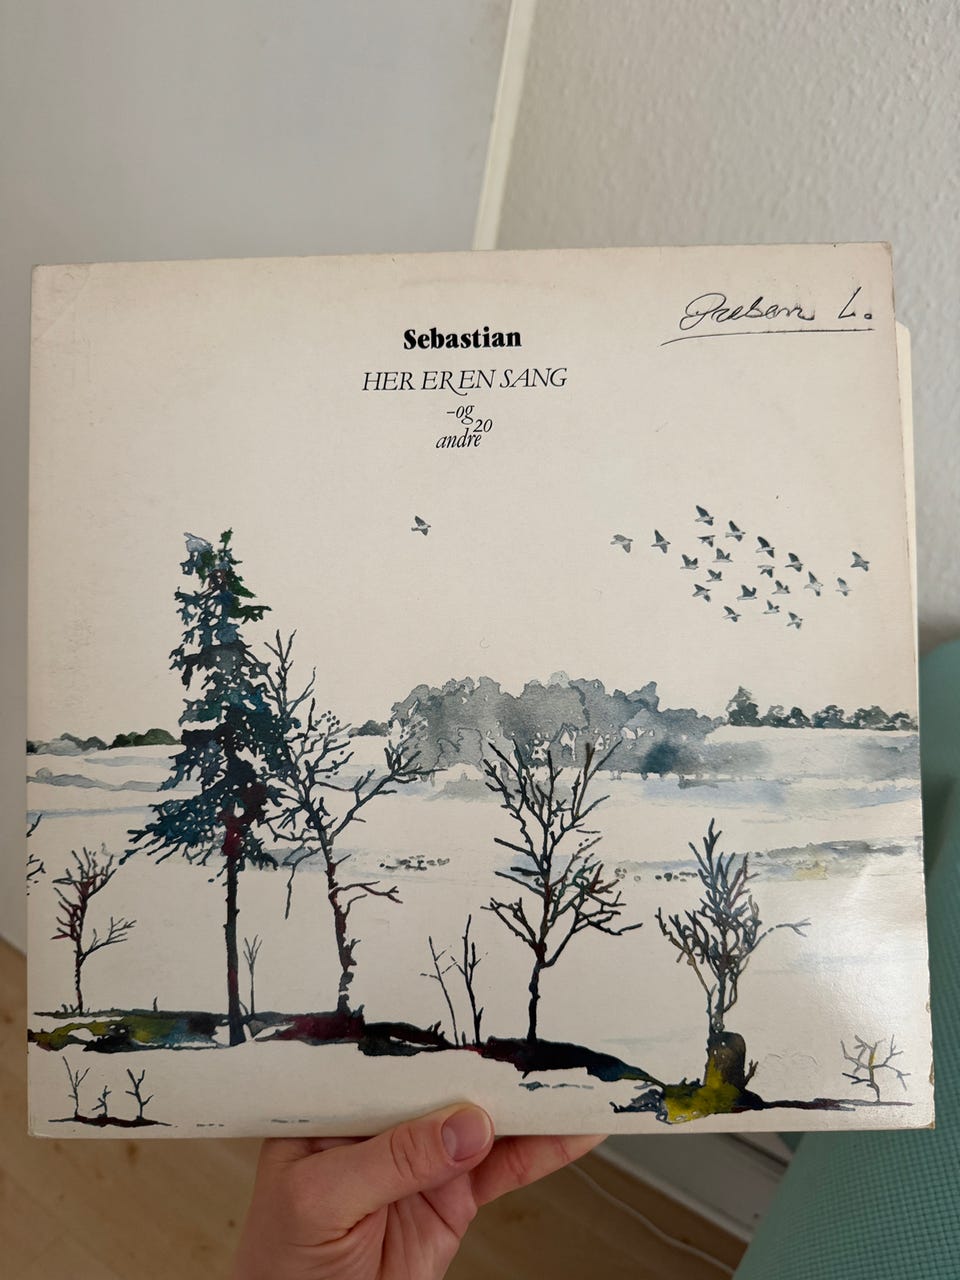 Sebastian
HER ER EN SANG
-og
20
andre
Preben L.